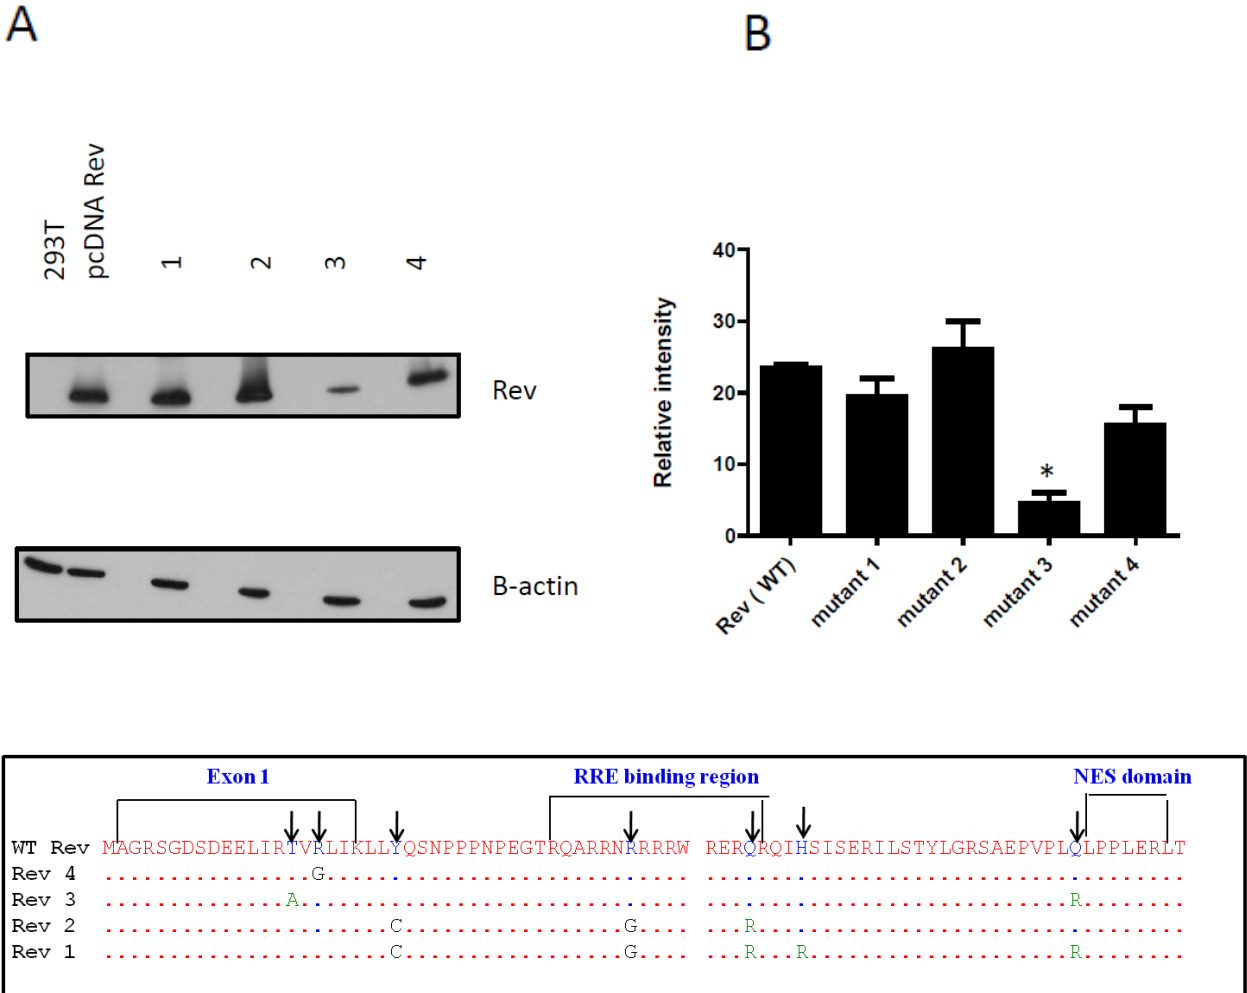 A
B
293T
pcDNA Rev
1
2
3
4
Rev
B-actin
Relative intensity
40
30
20
10
0
*
Rev ( WT)
mutant 1
mutant 2
mutant 3
mutant 4
Exon 1 RRE binding region NES domain
WT Rev MAGRSGDSDEELIRTVRLIKLLYQSNPPPNPEGTRQARRNRRRRW RERQRQIHSISERILSTYLGRSAEPVPLQLPPLERLT
Rev 4 ................G............................ .....................................
Rev 3 ..............A.............................. ............................R........
Rev 2 ......................C.................G.... ...R.................................
Rev 1 ......................C.................G.... ...R...R....................R........